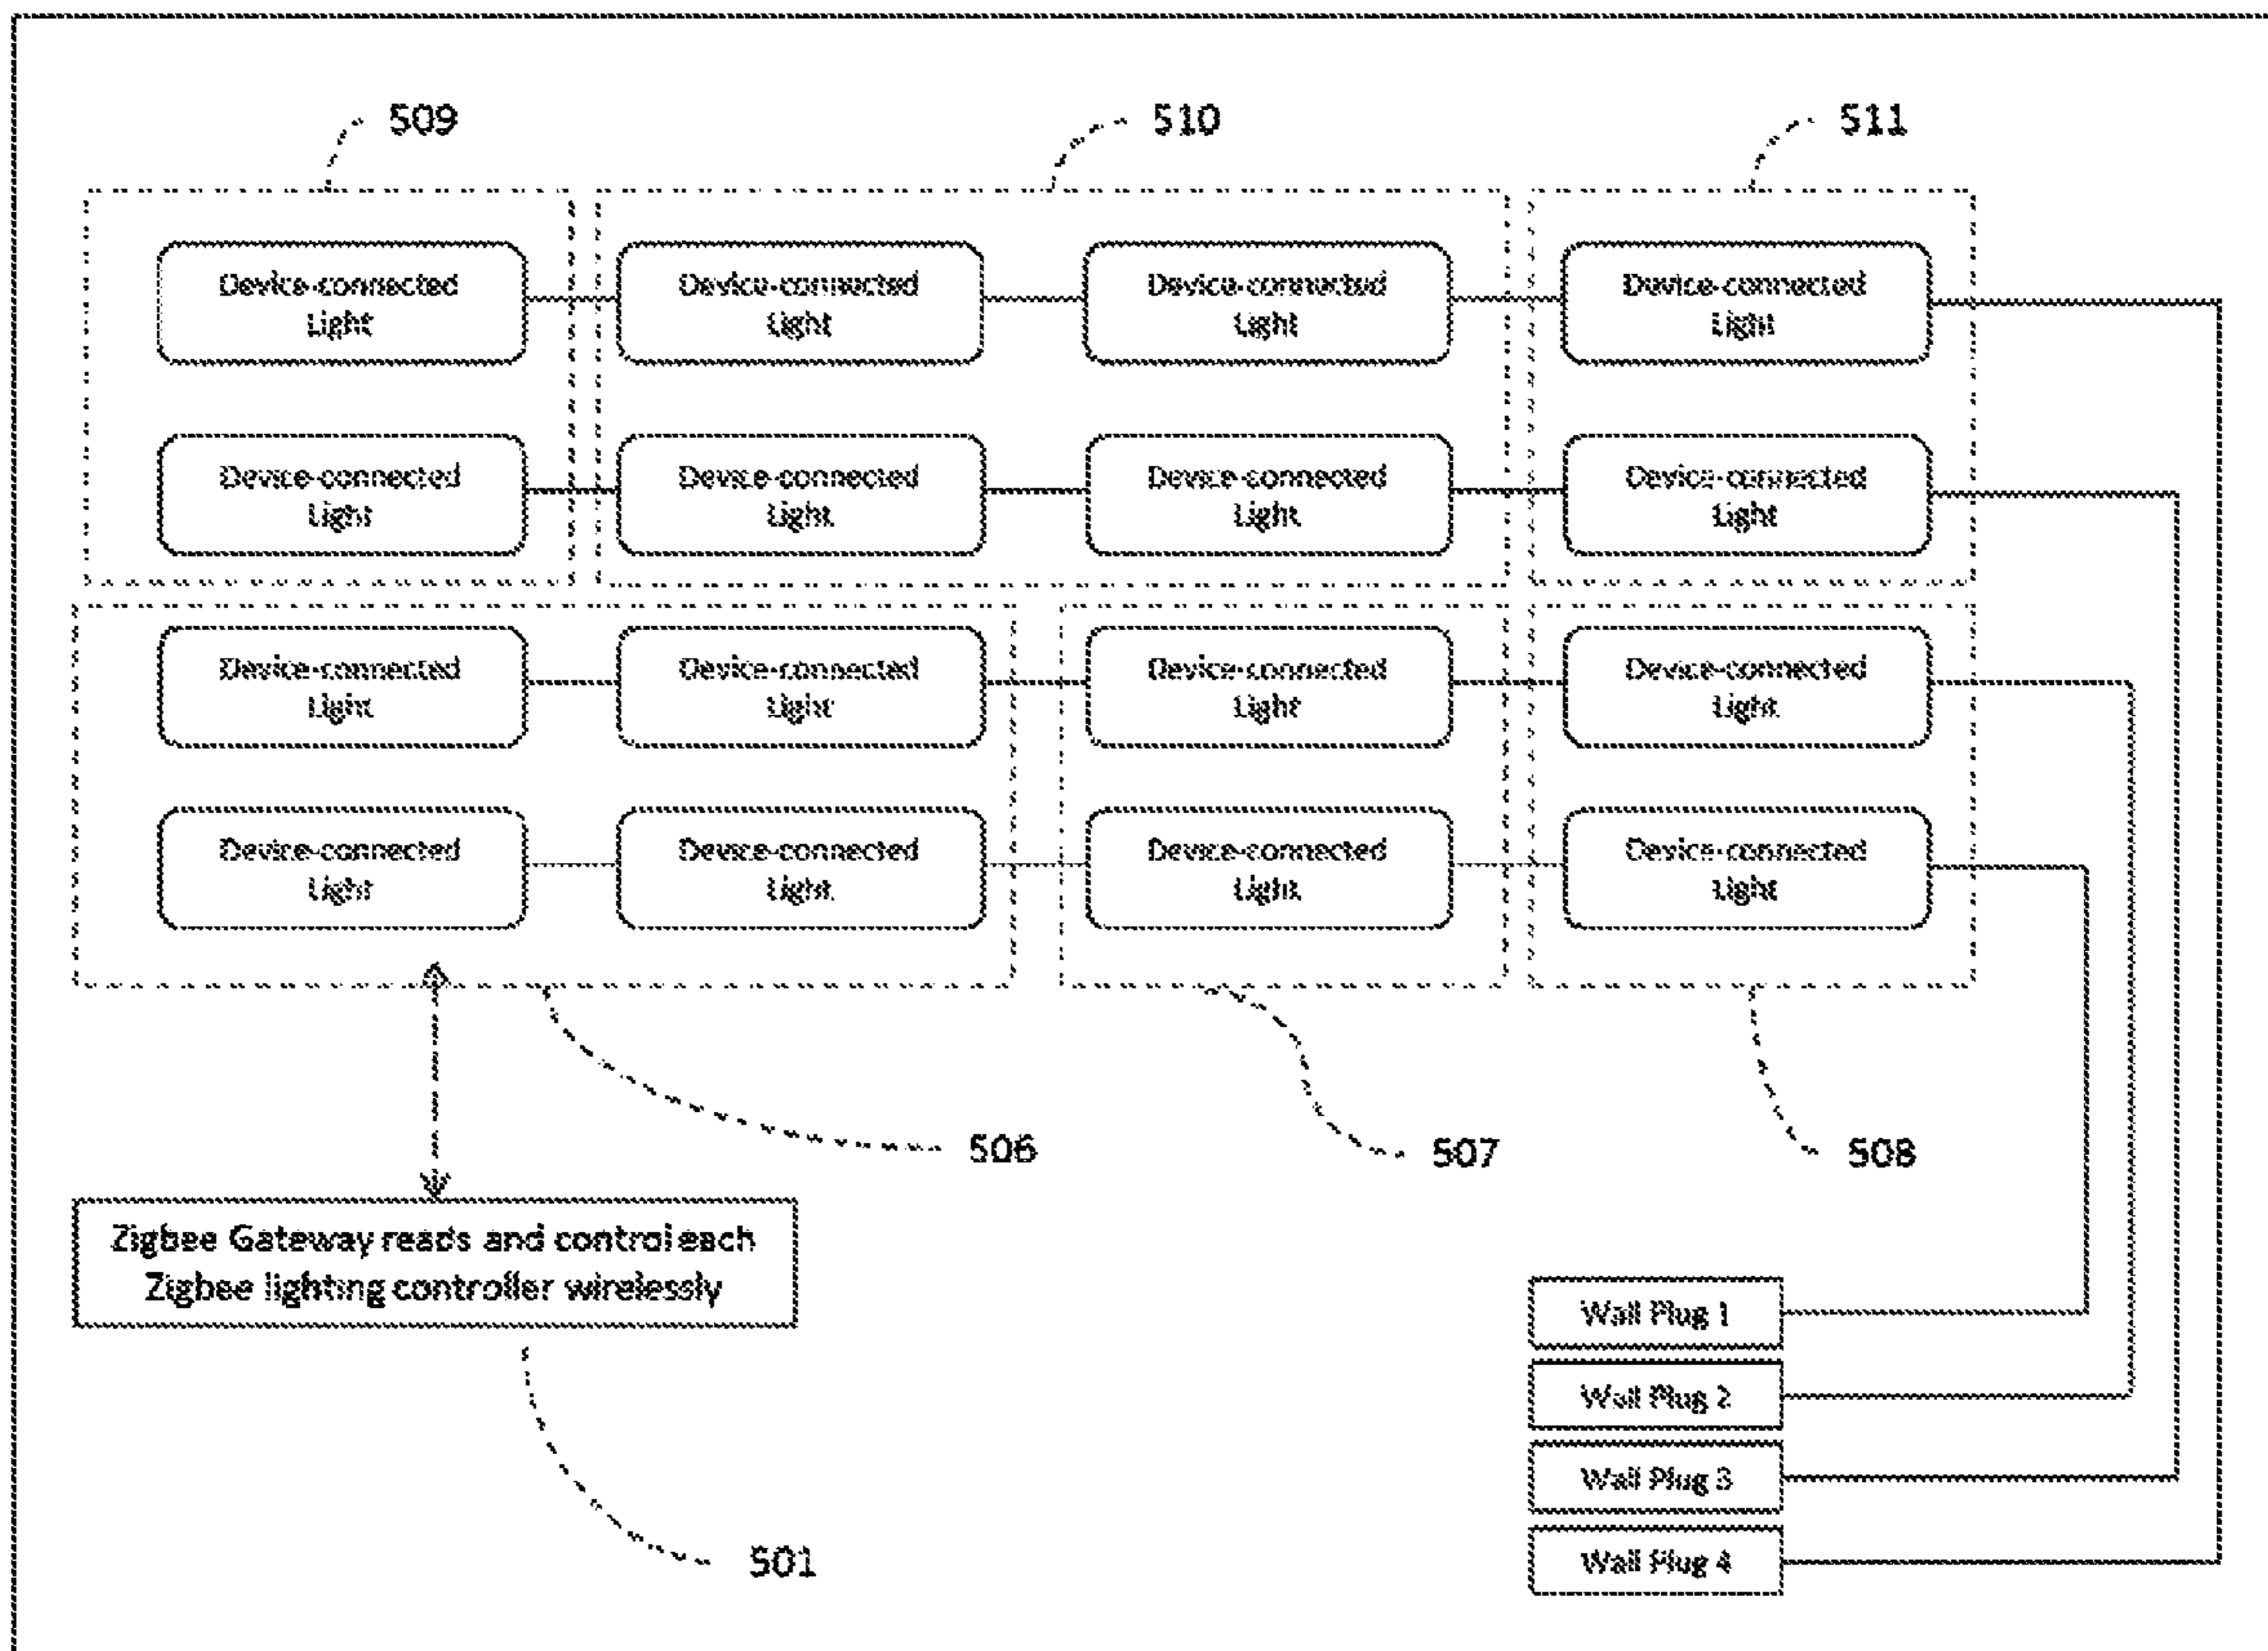 509
510
511
Device-connected
Light
Device-connected
Light
Device-connected
Light
Device-connected
Light
Device-connected
Light
Device-connected
Light
Device-connected
Light
Device-connected
Light
Device-connected
Light
Device-connected
Light
Device-connected
Light
Device-connected
Light
Device-connected
Light
Device-connected
Light
Device-connected
Light
Device-connected
Light
506
507
508
Zigbee Gateway reads and control each
Zigbee lighting controller wirelessly
Wall Plug 1
Wall Plug 2
Wall Plug 3
Wall Plug 4
501